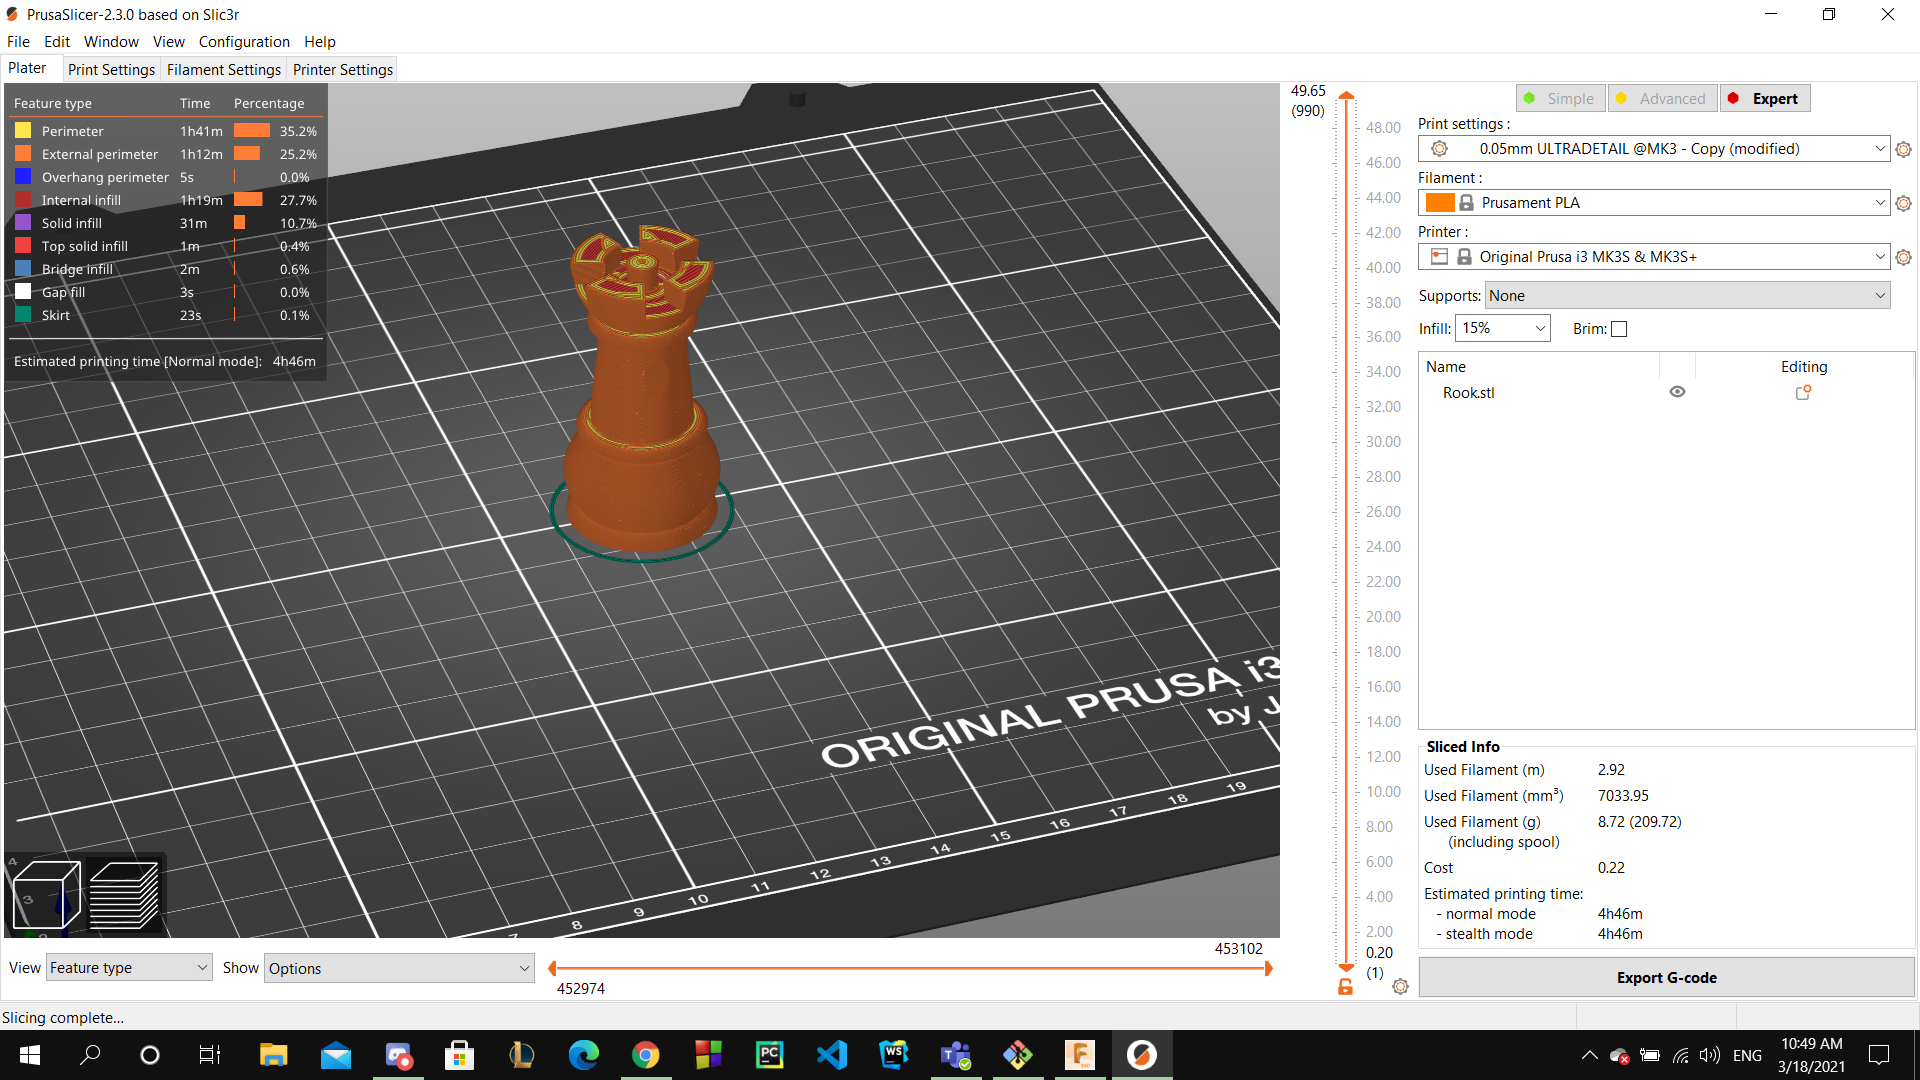 PrusaSlicer-2.3.0 based on Slic3r
File Edit Window View Configuration Help
Plater Print Settings Filament Settings Printer Settings
Feature type Time Percentage
Perimeter 1h41m 35.2%
External perimeter 1h12m 25.2%
Overhang perimeter 5s 0.0%
Internal infill 1h19m 27.7%
Solid infill 31m 10.7%
Top solid infill 1m 0.4%
Bridge infill 2m 0.6%
Gap fill 3s 0.0%
Skirt 23s 0.1%
Estimated printing time [Normal mode]: 4h46m
ORIGINAL PRUSA i3
by J
7 8 9 10 11 12 13 14 15 16 17 18 19
4
3
2
49.65
(990)
48.00
46.00
44.00
42.00
40.00
38.00
36.00
34.00
32.00
30.00
28.00
26.00
24.00
22.00
20.00
18.00
16.00
14.00
12.00
10.00
8.00
6.00
4.00
2.00
0.20
(1)
Simple Advanced Expert
Print settings :
0.05mm ULTRADETAIL @MK3 - Copy (modified)
Filament :
Prusament PLA
Printer :
Original Prusa i3 MK3S & MK3S+
Supports: None
Infill: 15% Brim:
Name Editing
Rook.stl
Sliced Info
Used Filament (m) 2.92
Used Filament (mm³) 7033.95
Used Filament (g) 8.72 (209.72)
(including spool)
Cost 0.22
Estimated printing time:
- normal mode 4h46m
- stealth mode 4h46m
Export G-code
View Feature type Show Options
453102
452974
Slicing complete...
PC
WS
F
360
ENG
10:49 AM
3/18/2021